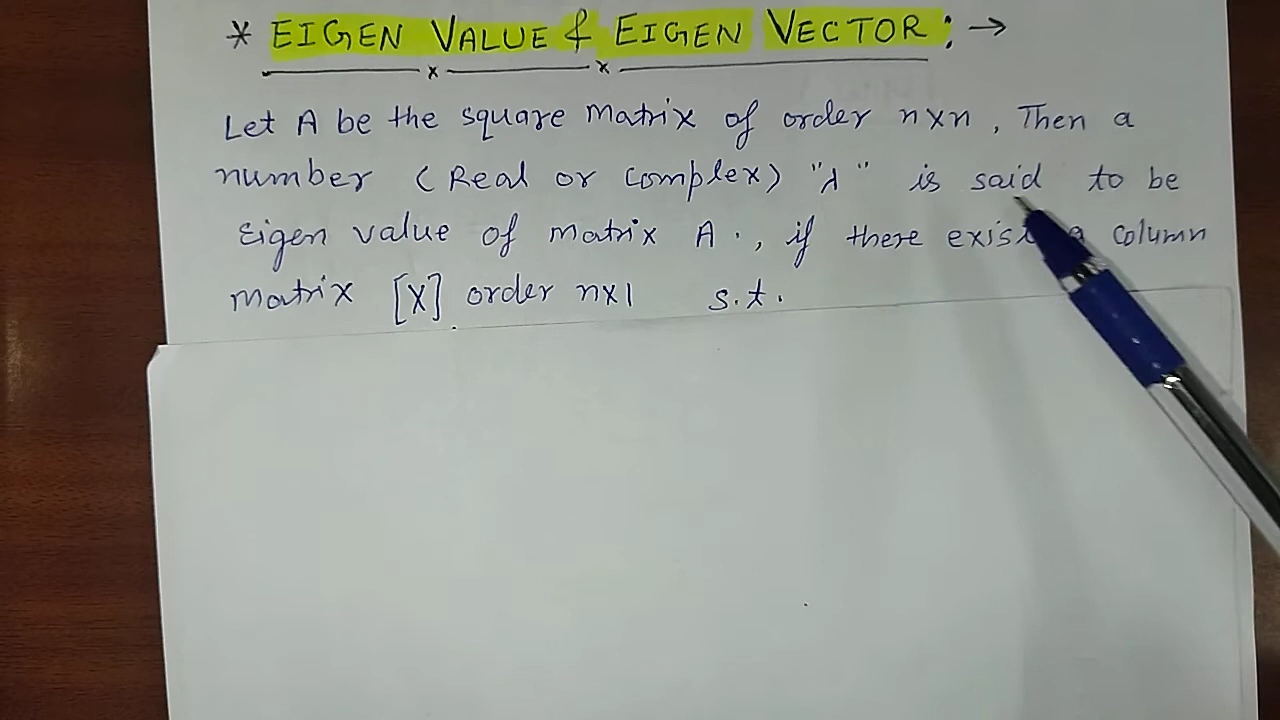 * EIGEN VALUE & EIGEN VECTOR : →
Let A be the square matrix of order n×n, Then a
number (Real or complex) "λ" is said to be
Eigen value of matrix A ., if there exist a column
matrix [X] order n×1 s.t.